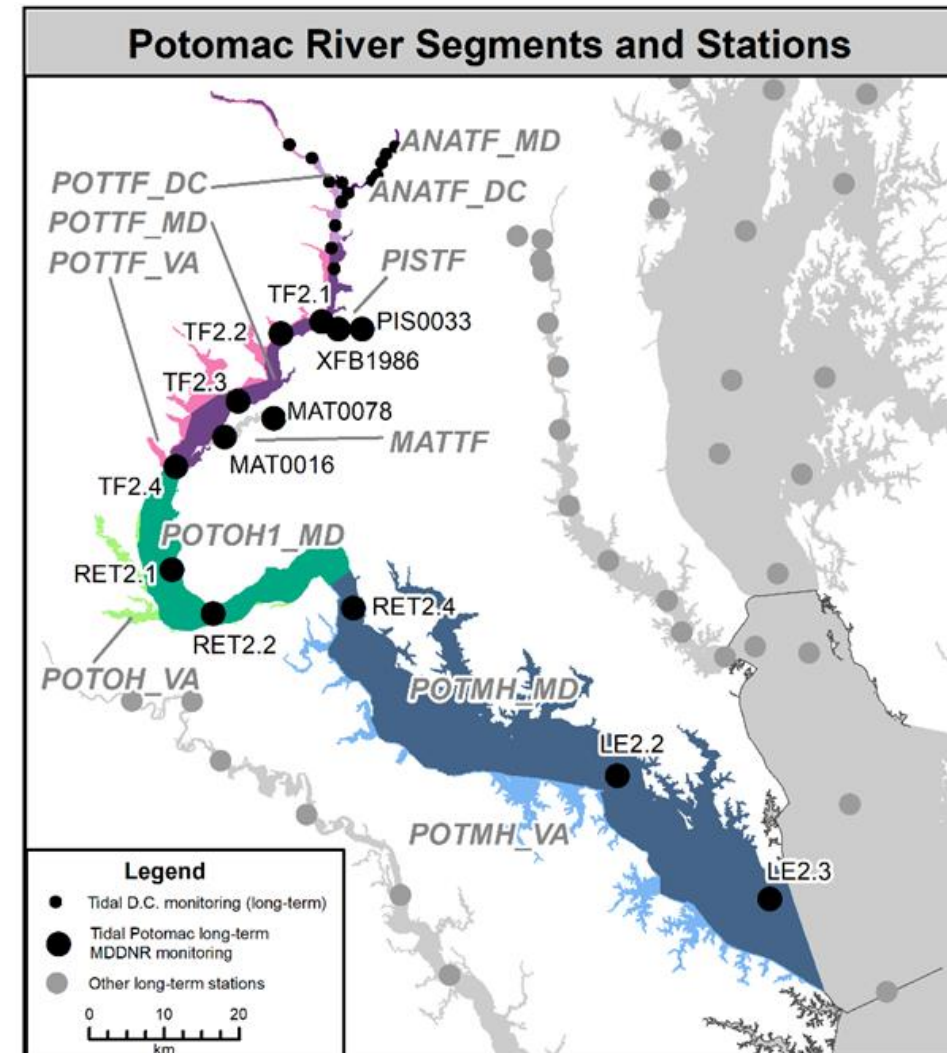 Potomac River Segments and Stations
ANATF_MD
POTTF_DC
ANATF_DC
POTTF_MD
POTTF_VA
PISTF
TF2.1
PIS0033
TF2.2
XFB1986
TF2.3
MAT0078
MATTF
MAT0016
TF2.4
POTOH1_MD
RET2.1
RET2.4
RET2.2
POTOH_VA
POTMH_MD
LE2.2
POTMH_VA
LE2.3
Legend
Tidal D.C. monitoring (long-term)
Tidal Potomac long-term
MDDNR monitoring
Other long-term stations
0 10 20
km